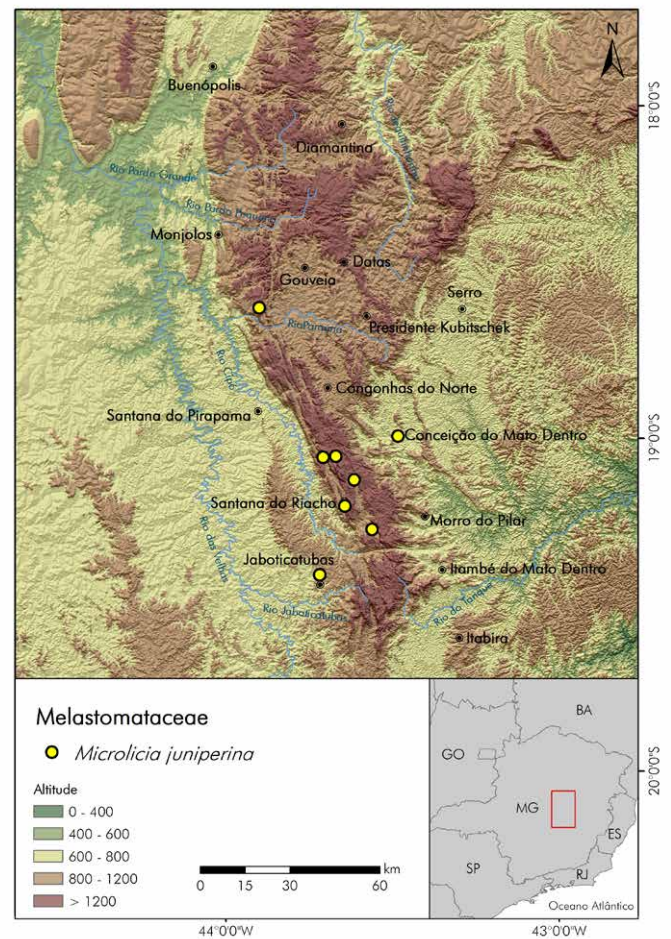 N
Buenópolis
Diamantina
Rio Pardo Grande
Rio Pardo Pequeno
Monjolos
Datas
Gouveia
Serro
Presidente Kubitschek
Rio Cipó
Congonhas do Norte
Santana do Pirapama
Conceição do Mato Dentro
Santana do Riacho
Morro do Pilar
Rio das Velhas
Jaboticatubas
Itambé do Mato Dentro
Rio do Tanque
Rio Jaboticatubas
Itabira
18°0'0"S
19°0'0"S
20°0'0"S
Melastomataceae
Microlicia juniperina
Altitude
0 - 400
400 - 600
600 - 800
800 - 1200
> 1200
km
0 15 30 60
BA
GO
MG
ES
SP
RJ
Oceano Atlântico
44°0'0"W
43°0'0"W